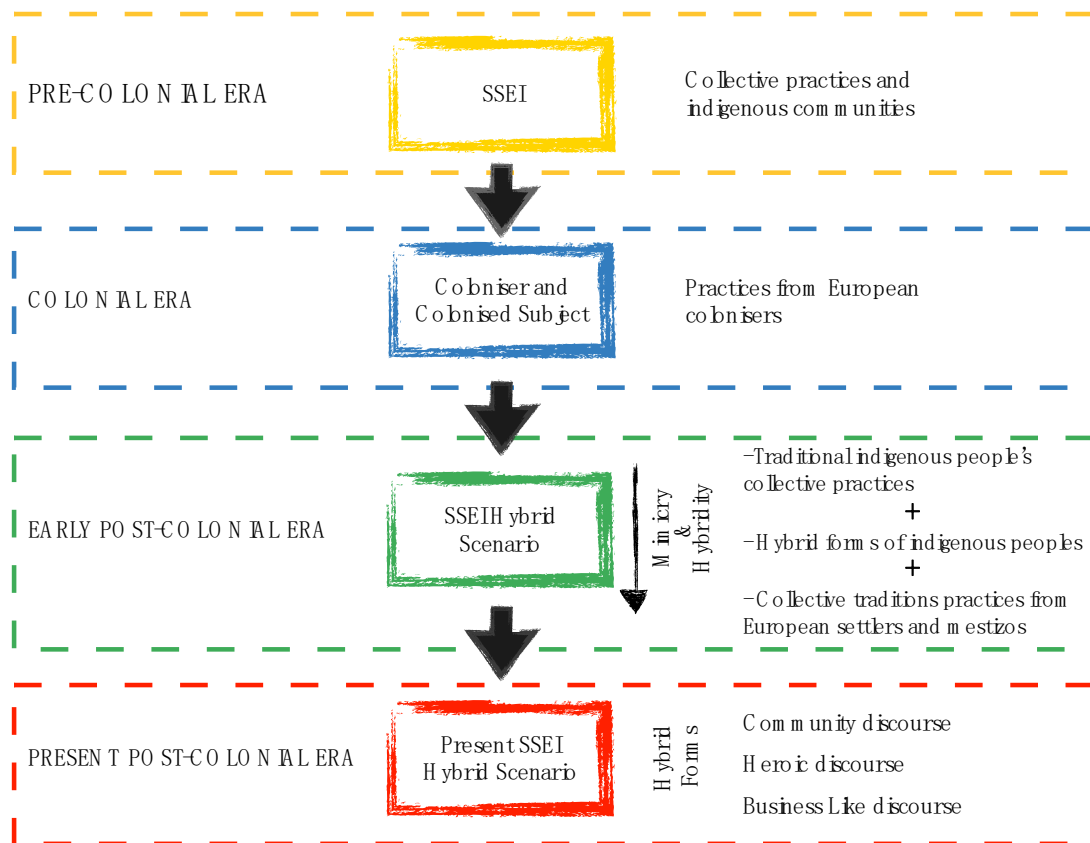 PRE-COLONIAL ERA
SSEI
Collective practices and
indigenous communities
COLONIAL ERA
Coloniser and
Colonised Subject
Practices from European
colonisers
EARLY POST-COLONIAL ERA
SSEI Hybrid
Scenario
Mimicry
&
Hybridity
-Traditional indigenous people's
collective practices
+
-Hybrid forms of indigenous peoples
+
-Collective traditions practices from
European settlers and mestizos
PRESENT POST-COLONIAL ERA
Present SSEI
Hybrid Scenario
Hybrid
Forms
Community discourse
Heroic discourse
Business Like discourse